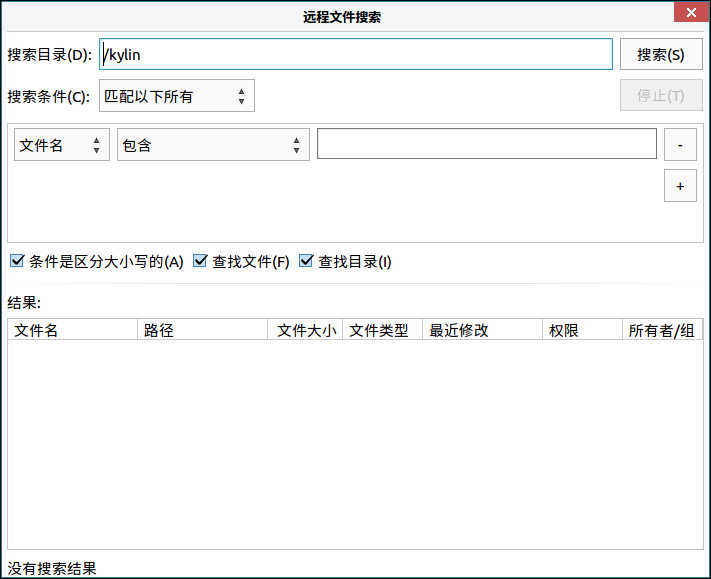 远程文件搜索
搜索目录(D): /kylin 搜索(S)
搜索条件(C): 匹配以下所有 停止(T)
文件名 包含 -
+
条件是区分大小写的(A) 查找文件(F) 查找目录(I)
结果:
文件名 路径 文件大小 文件类型 最近修改 权限 所有者/组
没有搜索结果